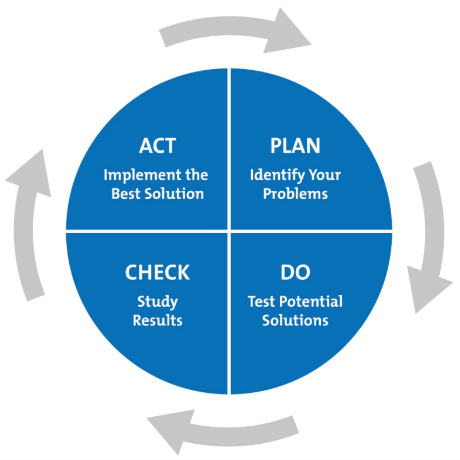 ACT
Implement the
Best Solution
PLAN
Identify Your
Problems
CHECK
Study
Results
DO
Test Potential
Solutions